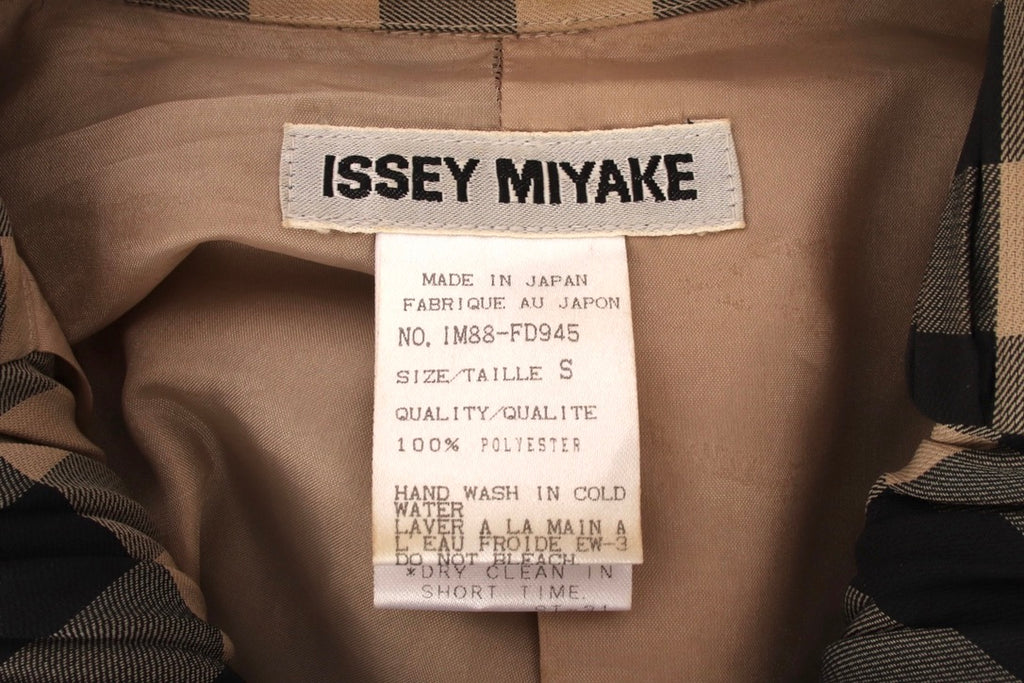 ISSEY MIYAKE
MADE IN JAPAN
FABRIQUE AU JAPON
NO. IM88-FD945
SIZE/TAILLE S
QUALITY/QUALITE
100% POLYESTER
HAND WASH IN COLD
WATER
LAVER A LA MAIN A
L'EAU FROIDE EW-3
DO NOT BLEACH
*DRY CLEAN IN
SHORT TIME.